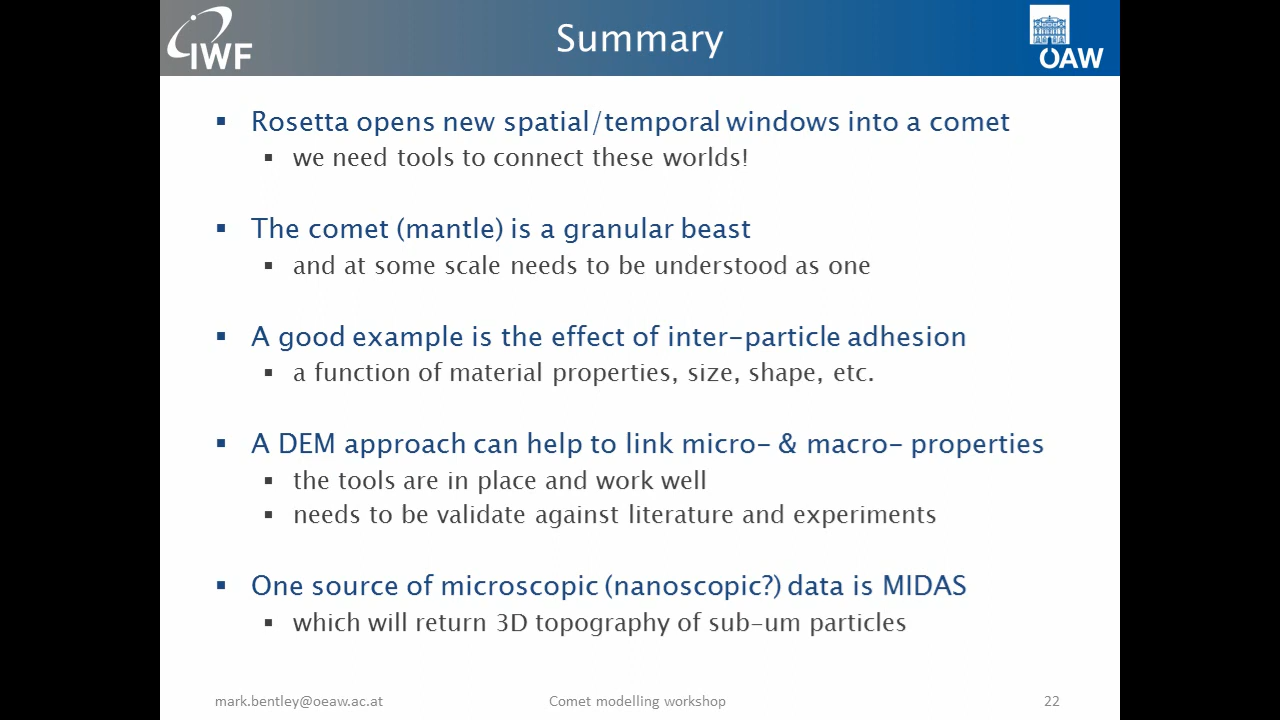 IWF
Summary
ÖAW
Rosetta opens new spatial/temporal windows into a comet
we need tools to connect these worlds!
The comet (mantle) is a granular beast
and at some scale needs to be understood as one
A good example is the effect of inter-particle adhesion
a function of material properties, size, shape, etc.
A DEM approach can help to link micro- & macro- properties
the tools are in place and work well
needs to be validate against literature and experiments
One source of microscopic (nanoscopic?) data is MIDAS
which will return 3D topography of sub-um particles
mark.bentley@oeaw.ac.at
Comet modelling workshop
22